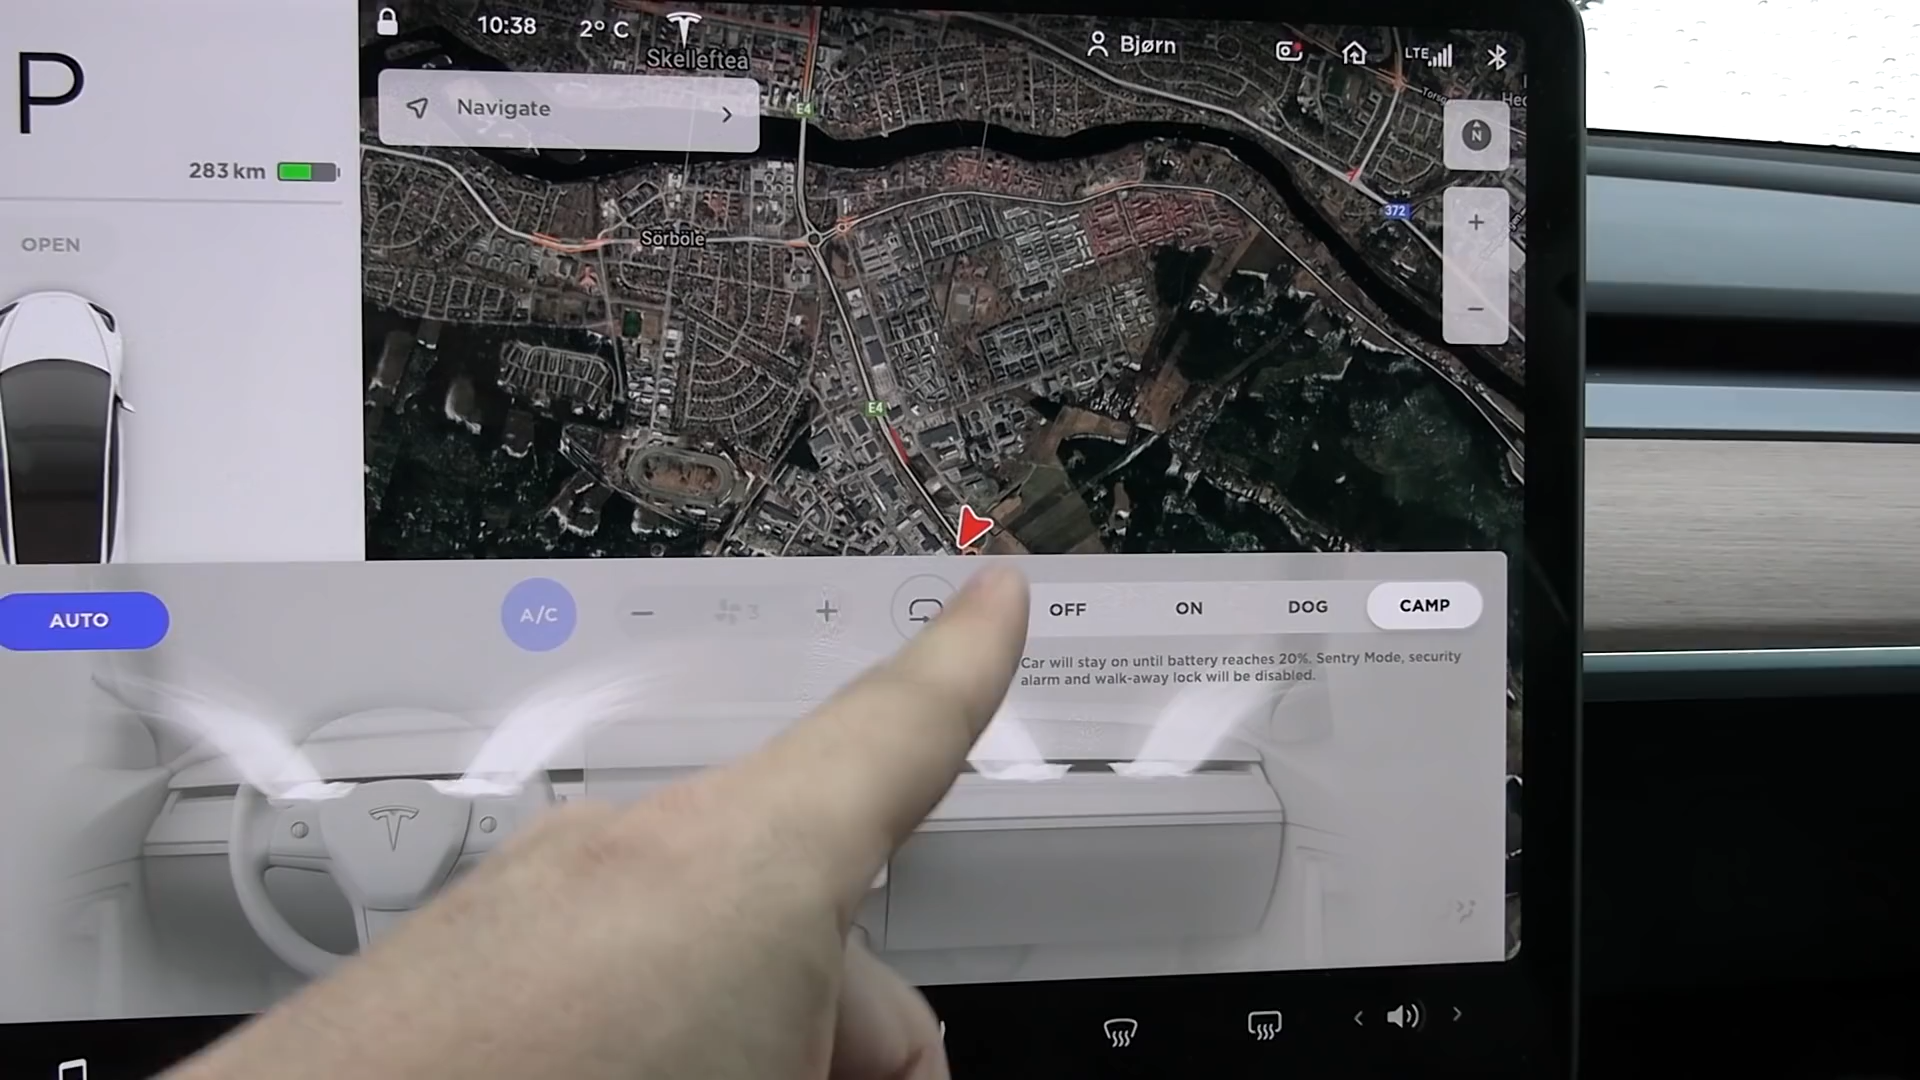 P
10:38
2° C
Skellefteå
Bjørn
LTE
N
Navigate
E4
283 km
372
OPEN
Sörböle
E4
AUTO
A/C
3
OFF
ON
DOG
CAMP
Car will stay on until battery reaches 20%. Sentry Mode, security
alarm and walk-away lock will be disabled.